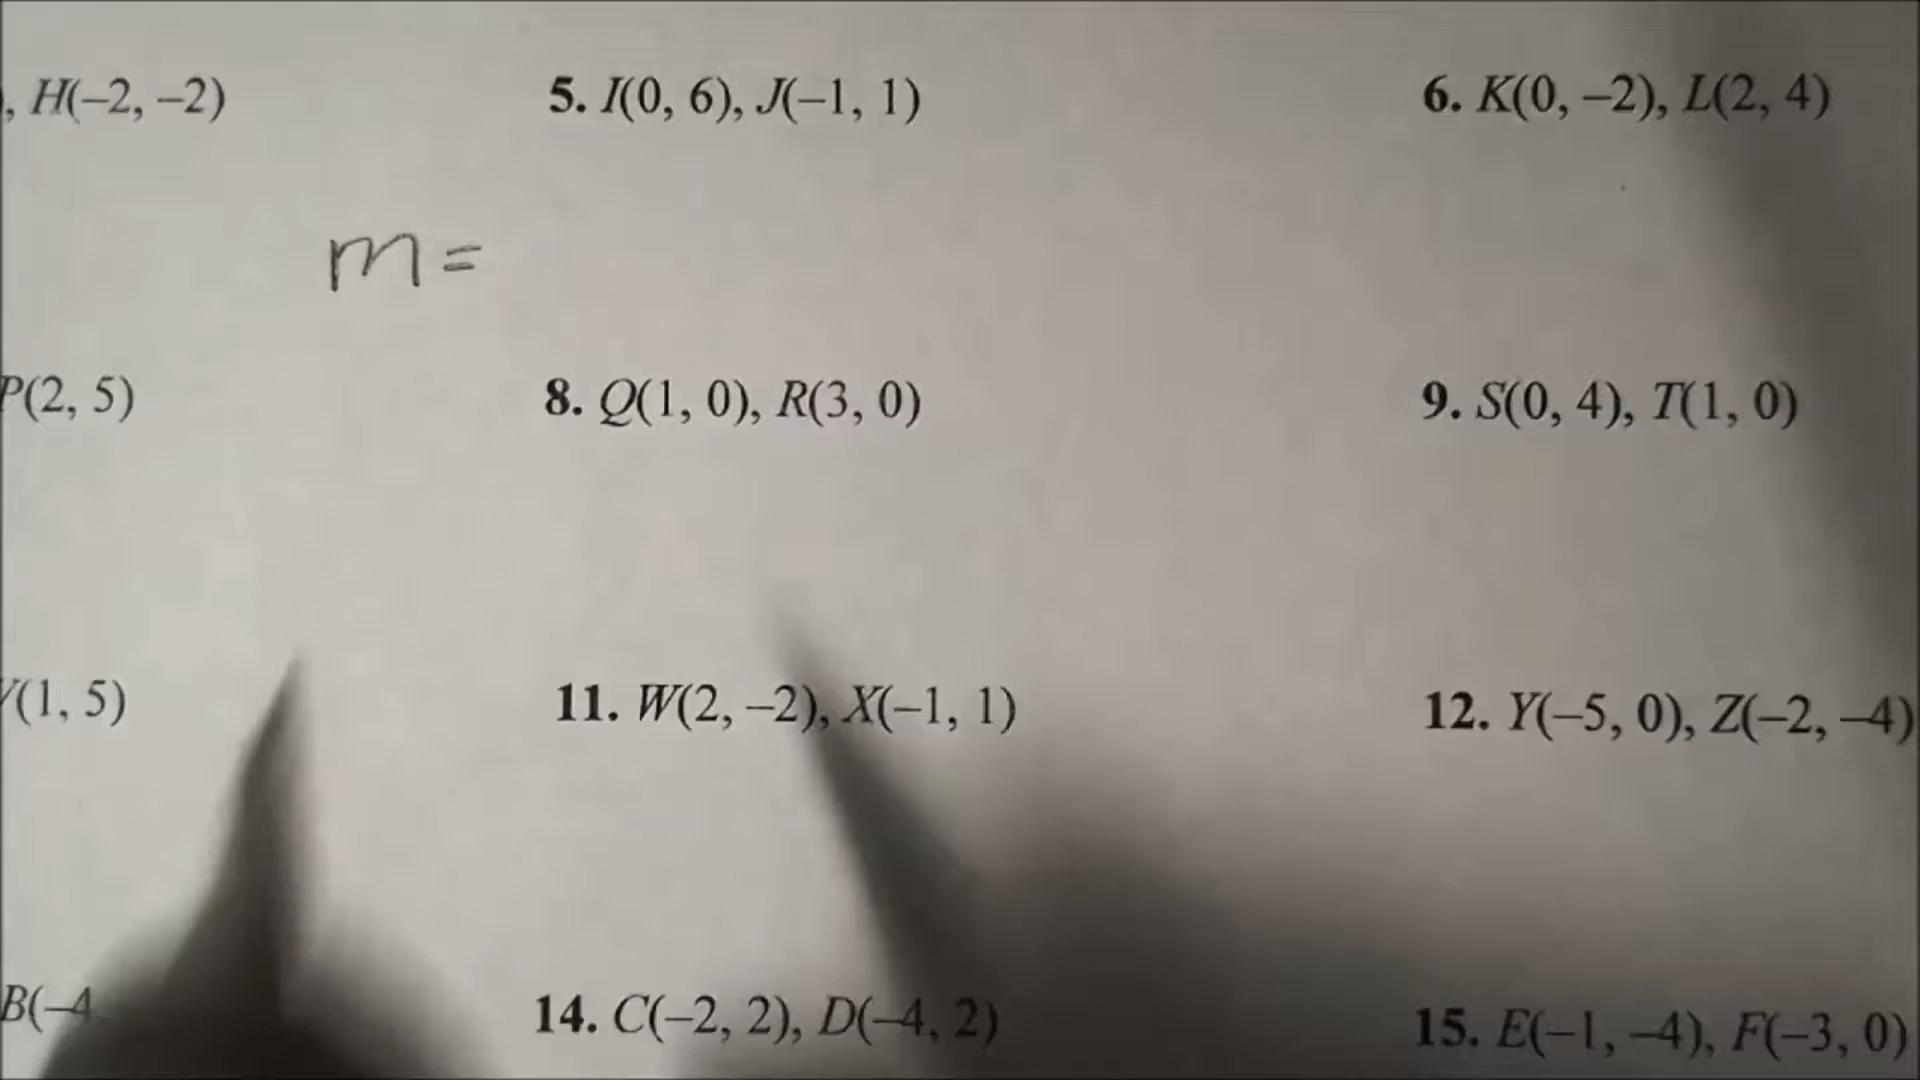 , H(–2, –2) 5. I(0, 6), J(–1, 1) 6. K(0, –2), L(2, 4)
m =
P(2, 5) 8. Q(1, 0), R(3, 0) 9. S(0, 4), T(1, 0)
(1, 5) 11. W(2, –2), X(–1, 1) 12. Y(–5, 0), Z(–2, –4)
B(–4 14. C(–2, 2), D(–4, 2) 15. E(–1, –4), F(–3, 0)